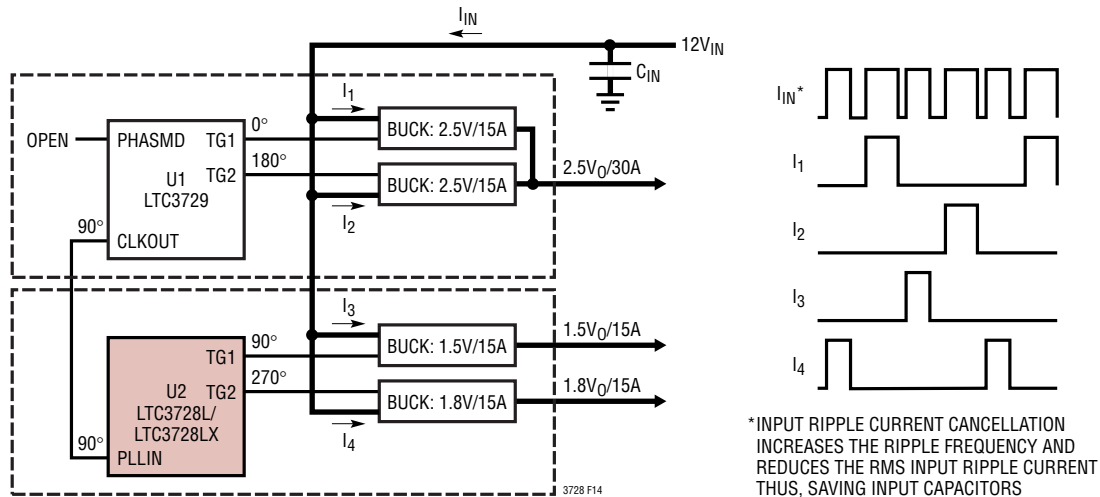 I_IN
12V_IN
C_IN
I_1
BUCK: 2.5V/15A
OPEN
PHASMD
TG1
0°
U1
LTC3729
TG2
180°
BUCK: 2.5V/15A
2.5V_O/30A
I_2
90°
CLKOUT
I_3
BUCK: 1.5V/15A
1.5V_O/15A
TG1
90°
U2
LTC3728L/
LTC3728LX
TG2
270°
BUCK: 1.8V/15A
1.8V_O/15A
I_4
90°
PLLIN
3728 F14
I_IN*
I_1
I_2
I_3
I_4
*INPUT RIPPLE CURRENT CANCELLATION
INCREASES THE RIPPLE FREQUENCY AND
REDUCES THE RMS INPUT RIPPLE CURRENT
THUS, SAVING INPUT CAPACITORS